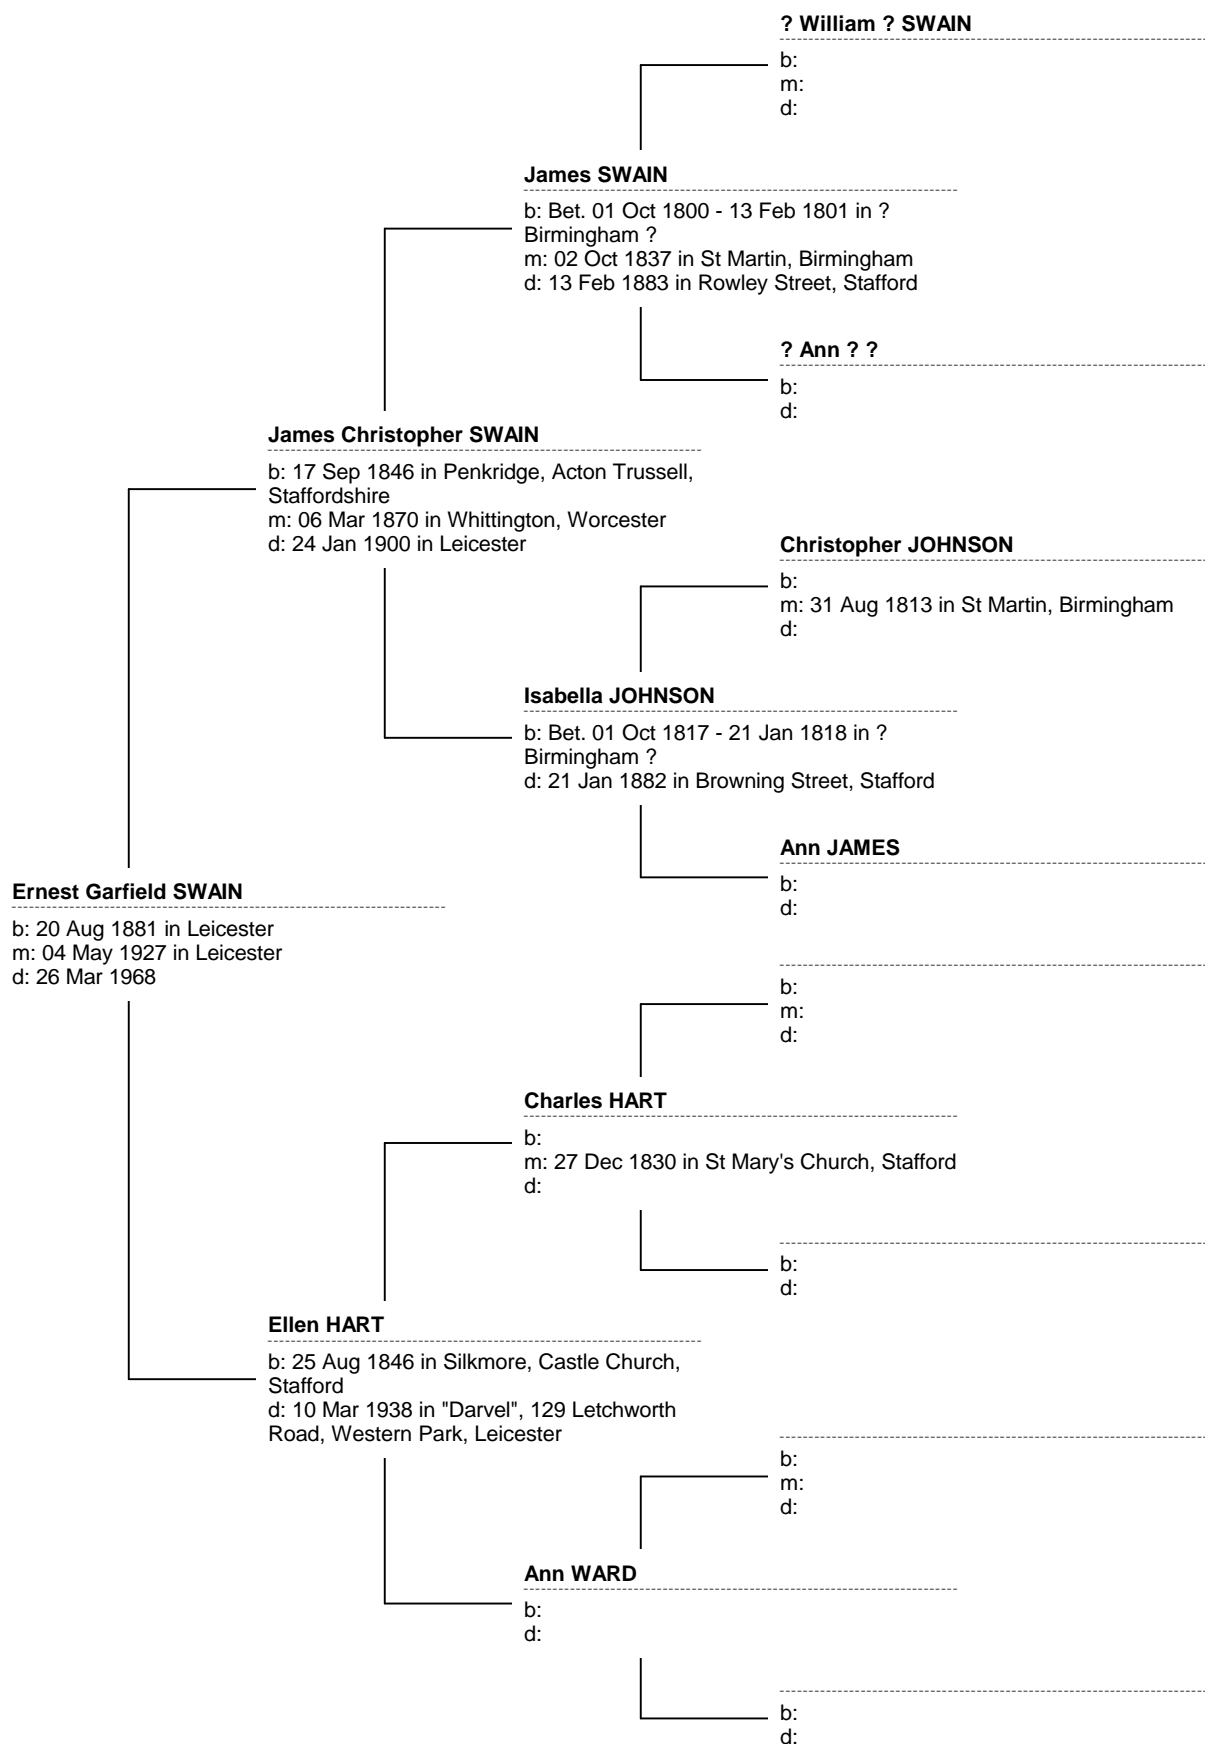 ? William ? SWAIN
b:
m:
d:
James SWAIN
b: Bet. 01 Oct 1800 - 13 Feb 1801 in ?
Birmingham ?
m: 02 Oct 1837 in St Martin, Birmingham
d: 13 Feb 1883 in Rowley Street, Stafford
? Ann ? ?
b:
d:
James Christopher SWAIN
b: 17 Sep 1846 in Penkridge, Acton Trussell,
Staffordshire
m: 06 Mar 1870 in Whittington, Worcester
d: 24 Jan 1900 in Leicester
Christopher JOHNSON
b:
m: 31 Aug 1813 in St Martin, Birmingham
d:
Isabella JOHNSON
b: Bet. 01 Oct 1817 - 21 Jan 1818 in ?
Birmingham ?
d: 21 Jan 1882 in Browning Street, Stafford
Ann JAMES
b:
d:
Ernest Garfield SWAIN
b: 20 Aug 1881 in Leicester
m: 04 May 1927 in Leicester
d: 26 Mar 1968
b:
m:
d:
Charles HART
b:
m: 27 Dec 1830 in St Mary's Church, Stafford
d:
b:
d:
Ellen HART
b: 25 Aug 1846 in Silkmore, Castle Church,
Stafford
d: 10 Mar 1938 in "Darvel", 129 Letchworth
Road, Western Park, Leicester
b:
m:
d:
Ann WARD
b:
d:
b:
d: